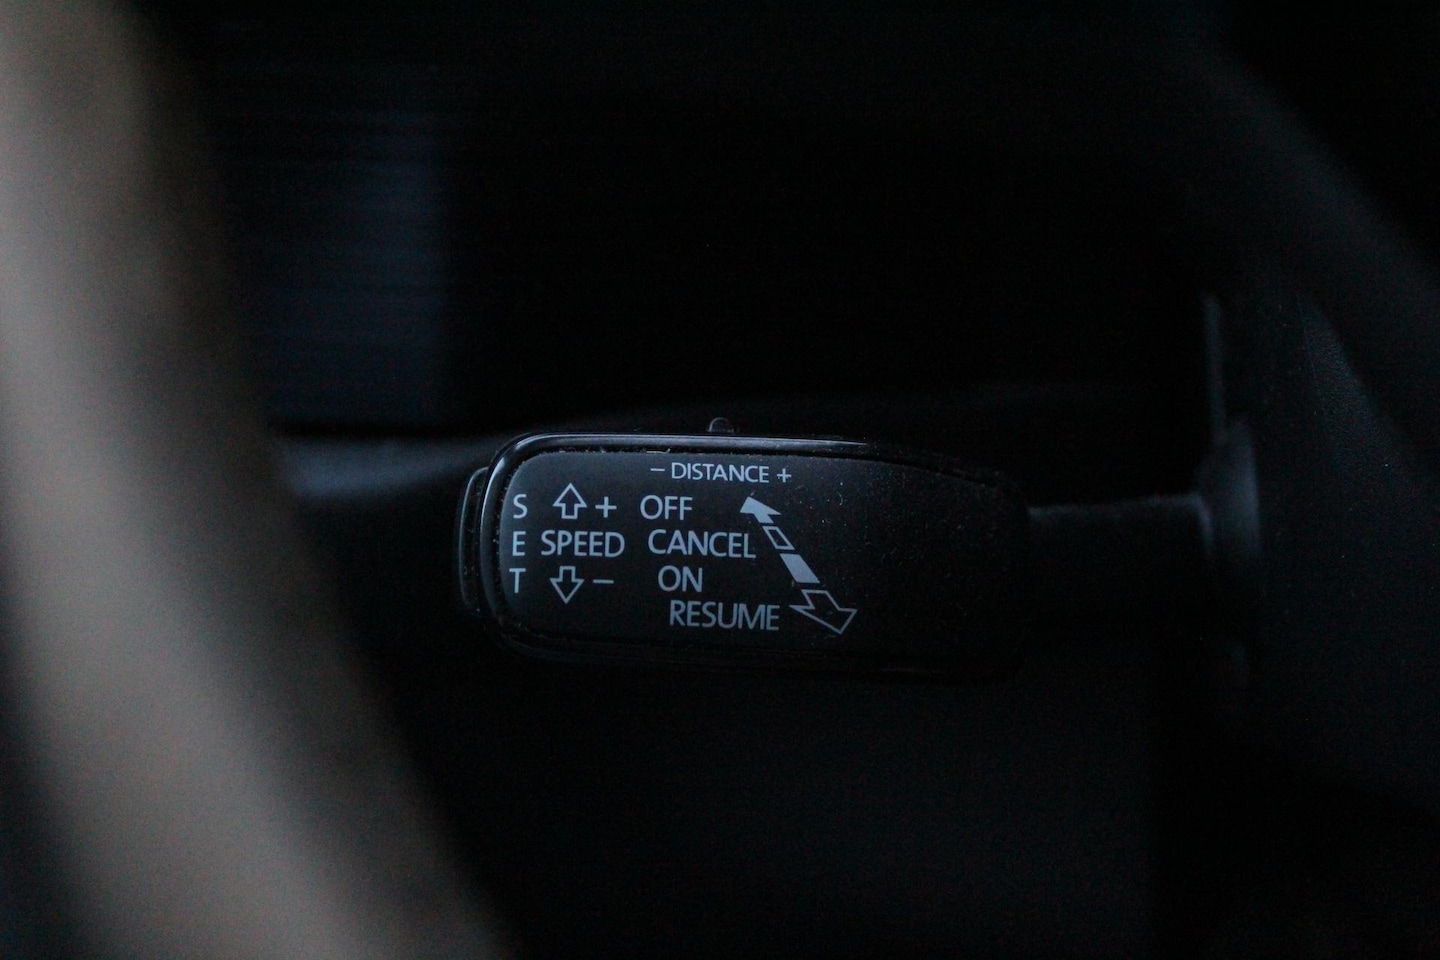 − DISTANCE +
S + OFF
E SPEED CANCEL
T − ON
RESUME